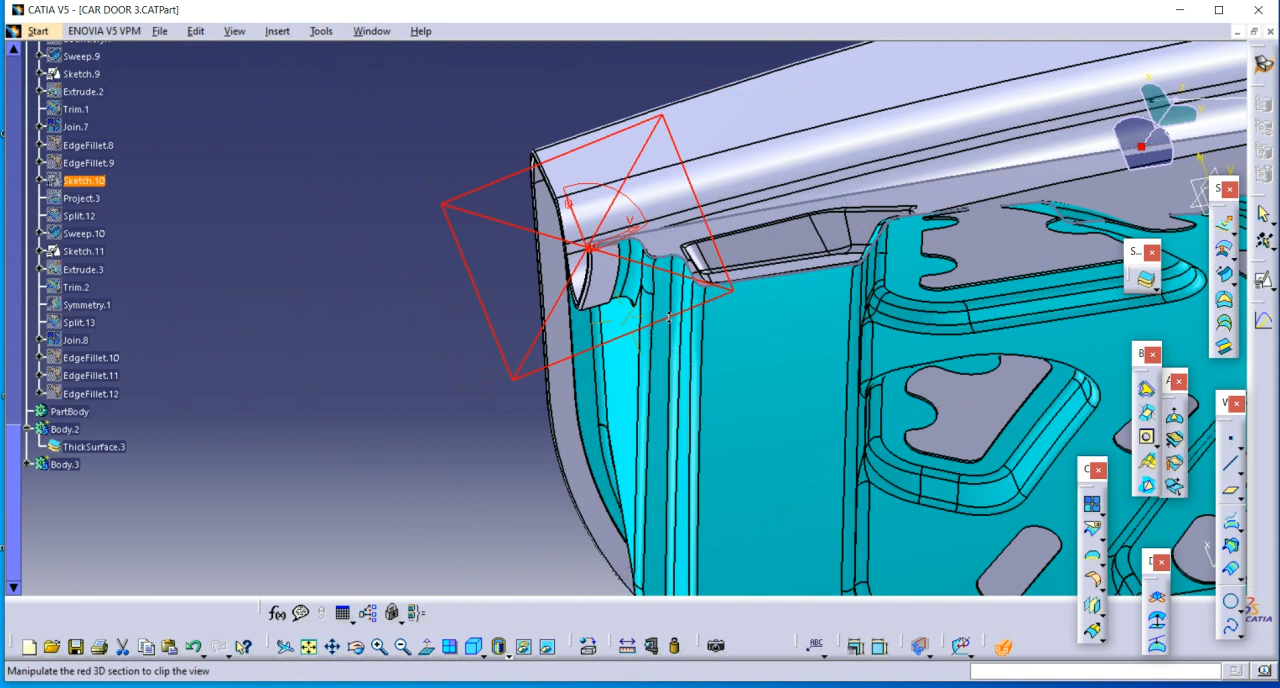 CATIA V5 - [CAR DOOR 3.CATPart]
Start ENOVIA V5 VPM File Edit View Insert Tools Window Help
Sweep.9
Sketch.9
Extrude.2
Trim.1
Join.7
EdgeFillet.8
EdgeFillet.9
Sketch.10
Project.3
Split.12
Sweep.10
Sketch.11
Extrude.3
Trim.2
Symmetry.1
Split.13
Join.8
EdgeFillet.10
EdgeFillet.11
EdgeFillet.12
PartBody
Body.2
ThickSurface.3
Body.3
S...
f(x)
ABC
CATIA
Manipulate the red 3D section to clip the view